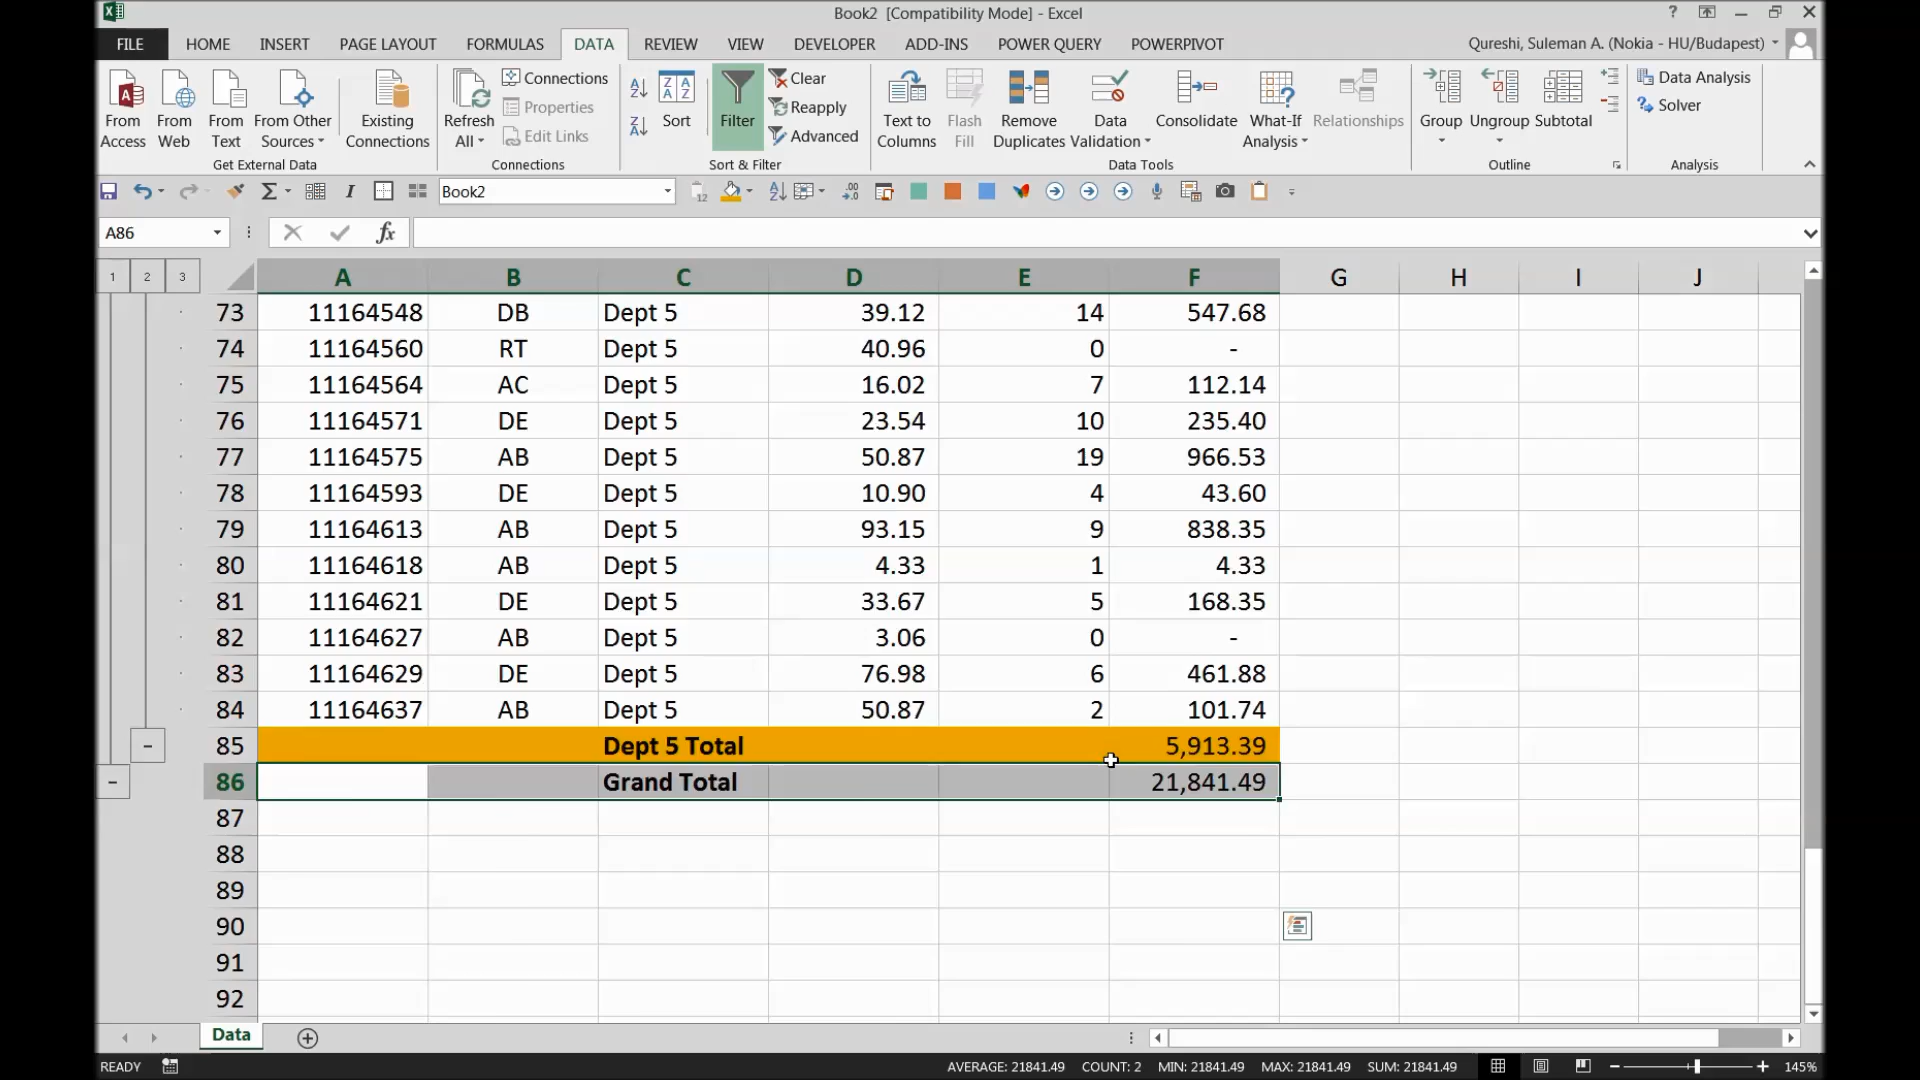 Book2 [Compatibility Mode] - Excel
?
FILE HOME INSERT PAGE LAYOUT FORMULAS DATA REVIEW VIEW DEVELOPER ADD-INS POWER QUERY POWERPIVOT Qureshi, Suleman A. (Nokia - HU/Budapest)
From Access
From Web
From Text
From Other Sources
Existing Connections
Get External Data
Refresh All
Connections
Properties
Edit Links
Connections
Sort
Filter
Clear
Reapply
Advanced
Sort & Filter
Text to Columns
Flash Fill
Remove Duplicates
Data Validation
Consolidate
What-If Analysis
Relationships
Data Tools
Group
Ungroup
Subtotal
Outline
Data Analysis
Solver
Analysis
Book2
A86 fx
1 2 3 A B C D E F G H I J
73 11164548 DB Dept 5 39.12 14 547.68
74 11164560 RT Dept 5 40.96 0 -
75 11164564 AC Dept 5 16.02 7 112.14
76 11164571 DE Dept 5 23.54 10 235.40
77 11164575 AB Dept 5 50.87 19 966.53
78 11164593 DE Dept 5 10.90 4 43.60
79 11164613 AB Dept 5 93.15 9 838.35
80 11164618 AB Dept 5 4.33 1 4.33
81 11164621 DE Dept 5 33.67 5 168.35
82 11164627 AB Dept 5 3.06 0 -
83 11164629 DE Dept 5 76.98 6 461.88
84 11164637 AB Dept 5 50.87 2 101.74
85 Dept 5 Total 5,913.39
86 Grand Total 21,841.49
87
88
89
90
91
92
Data
READY AVERAGE: 21841.49 COUNT: 2 MIN: 21841.49 MAX: 21841.49 SUM: 21841.49 145%